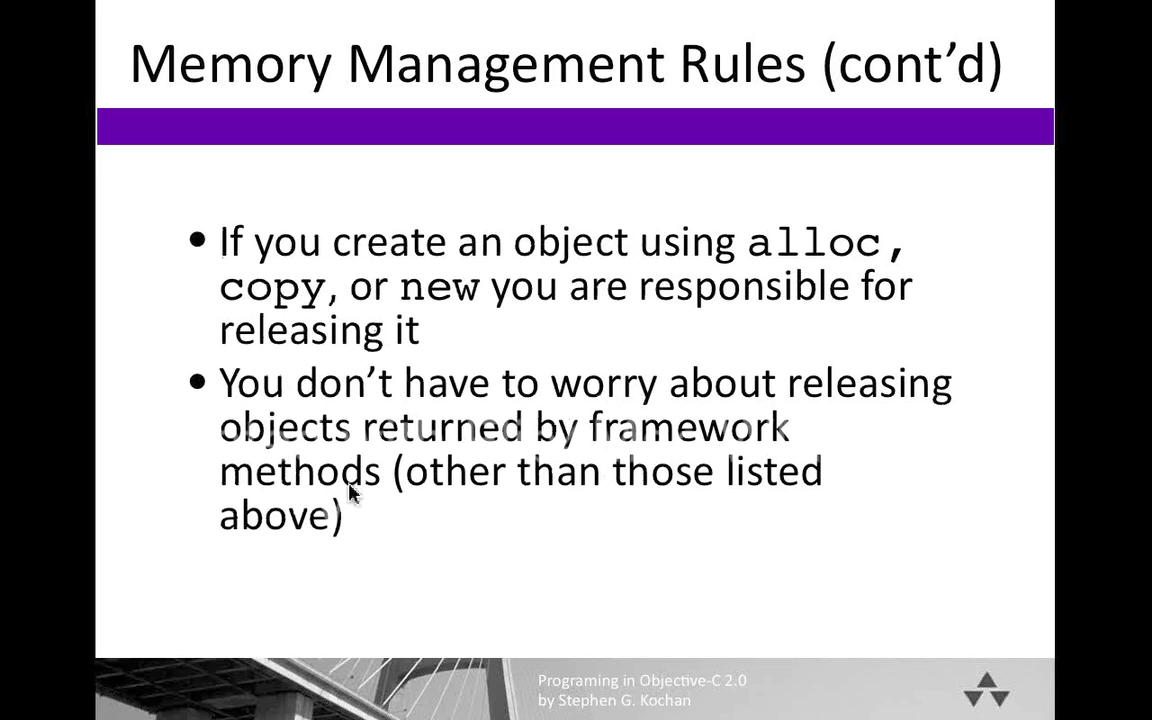 Memory Management Rules (cont’d)
• If you create an object using alloc,
copy, or new you are responsible for
releasing it
• You don’t have to worry about releasing
objects returned by framework
methods (other than those listed
above)
Programing in Objective-C 2.0
by Stephen G. Kochan